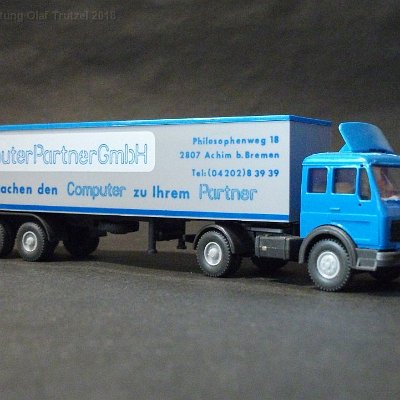 tung Olaf Trutzel 2018
uterPartnerGmbH
Philosophenweg 18
2807 Achim b.Bremen
Tel:(04202)8 39 39
achen den Computer zu Ihrem Partner